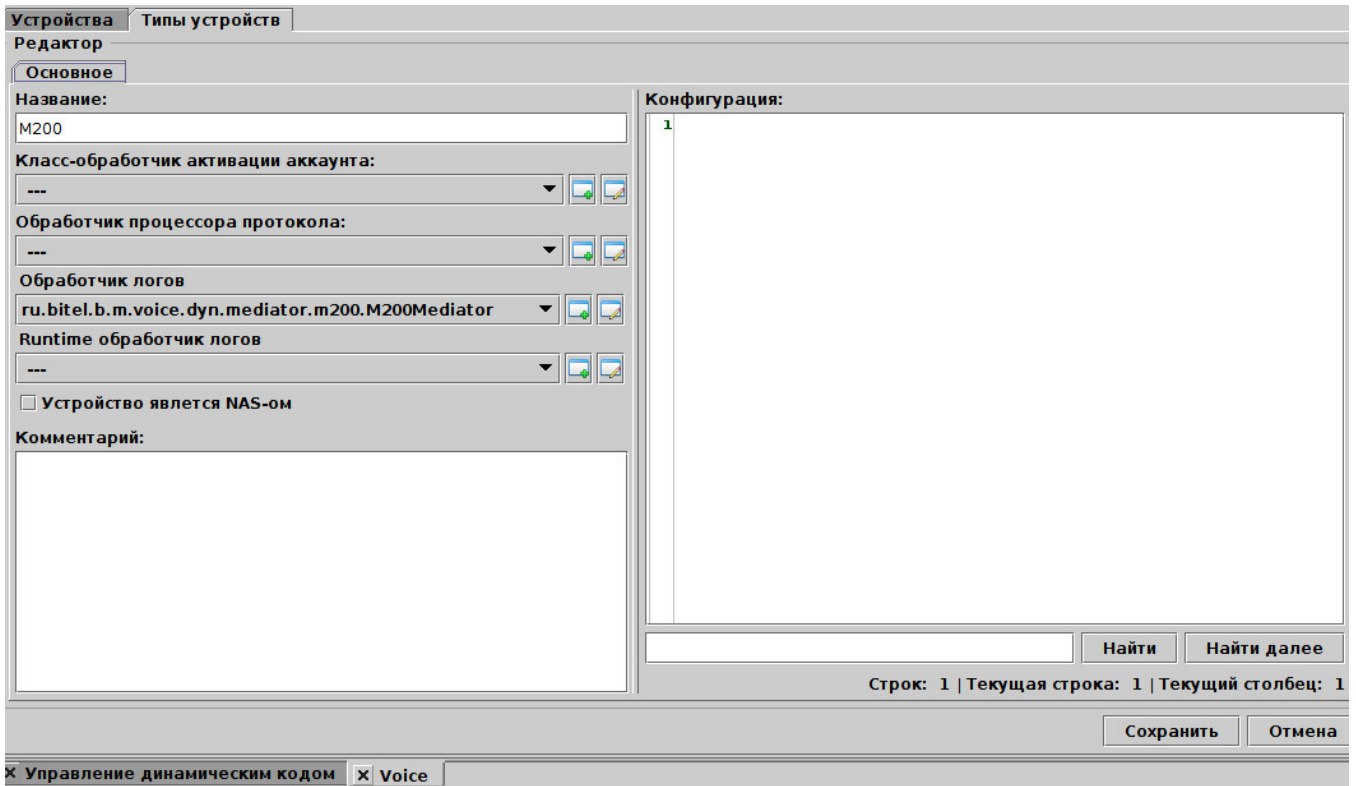 Устройства Типы устройств
Редактор
Основное
Название:
M200
Класс-обработчик активации аккаунта:
---
Обработчик процессора протокола:
---
Обработчик логов
ru.bitel.b.m.voice.dyn.mediator.m200.M200Mediator
Runtime обработчик логов
---
Устройство явлется NAS-ом
Комментарий:
Конфигурация:
1
Найти Найти далее
Строк: 1 | Текущая строка: 1 | Текущий столбец: 1
Сохранить Отмена
Управление динамическим кодом Voice